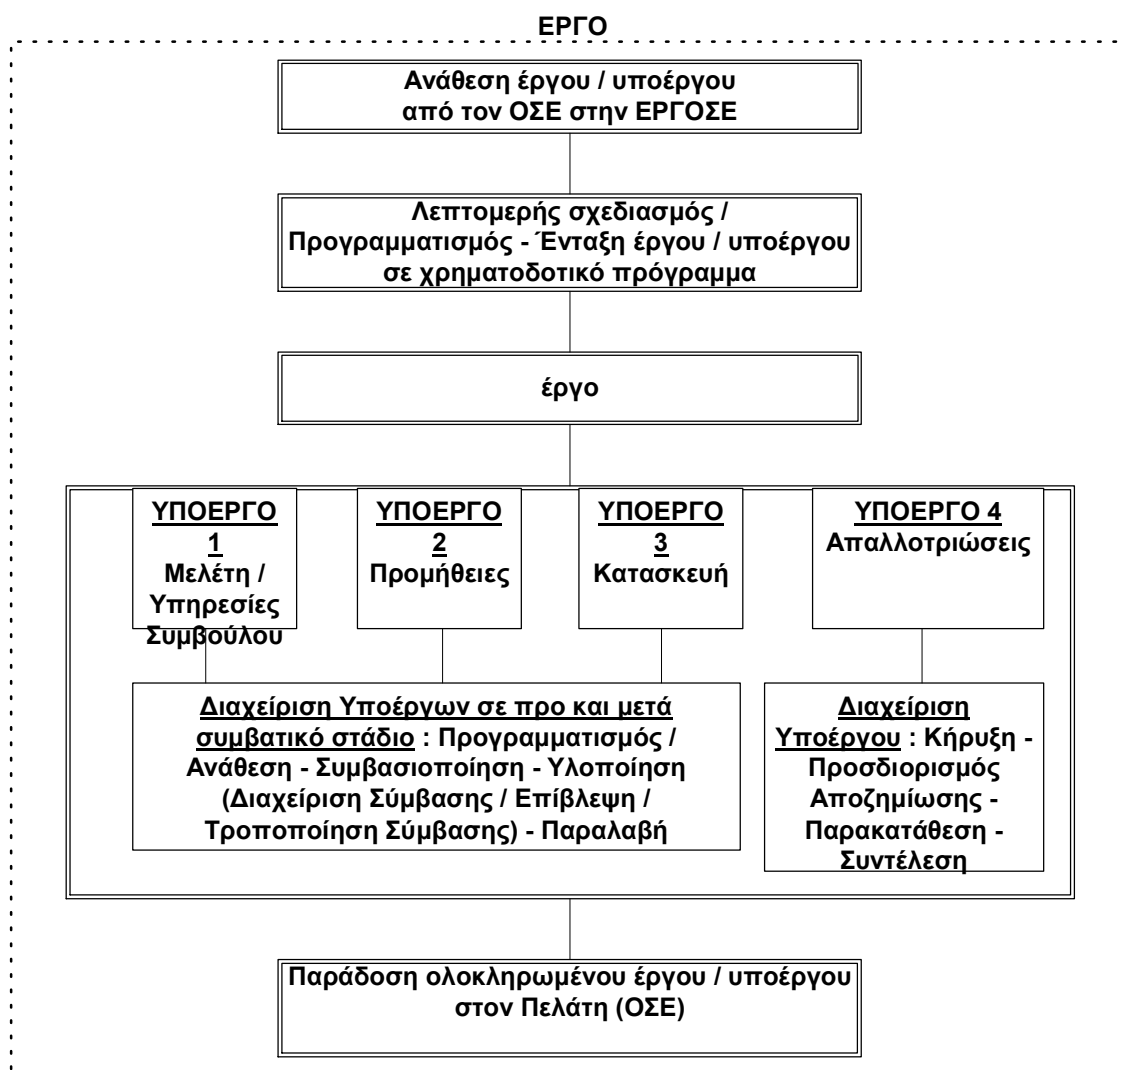 ΕΡΓΟ
Ανάθεση έργου / υποέργου
από τον ΟΣΕ στην ΕΡΓΟΣΕ
Λεπτομερής σχεδιασμός /
Προγραμματισμός - Ένταξη έργου / υποέργου
σε χρηματοδοτικό πρόγραμμα
έργο
ΥΠΟΕΡΓΟ
1
Μελέτη /
Υπηρεσίες
Συμβούλου
ΥΠΟΕΡΓΟ
2
Προμήθειες
ΥΠΟΕΡΓΟ
3
Κατασκευή
ΥΠΟΕΡΓΟ 4
Απαλλοτριώσεις
Διαχείριση Υποέργων σε προ και μετά
συμβατικό στάδιο : Προγραμματισμός /
Ανάθεση - Συμβασιοποίηση - Υλοποίηση
(Διαχείριση Σύμβασης / Επίβλεψη /
Τροποποίηση Σύμβασης) - Παραλαβή
Διαχείριση
Υποέργου : Κήρυξη -
Προσδιορισμός
Αποζημίωσης -
Παρακατάθεση -
Συντέλεση
Παράδοση ολοκληρωμένου έργου / υποέργου
στον Πελάτη (ΟΣΕ)